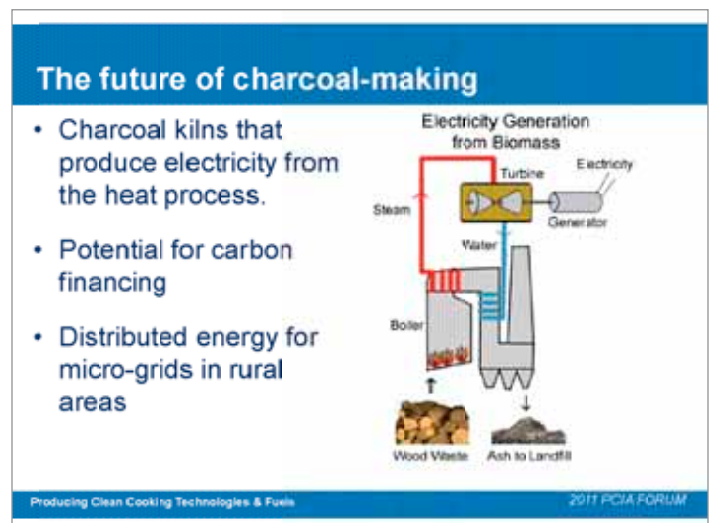 The future of charcoal-making
• Charcoal kilns that
produce electricity from
the heat process.
• Potential for carbon
financing
• Distributed energy for
micro-grids in rural
areas
Electricity Generation
from Biomass
Turbine
Electricity
Steam
Generator
Water
Boiler
Wood Waste
Ash to Landfill
Producing Clean Cooking Technologies & Fuels
2011 PCIA FORUM